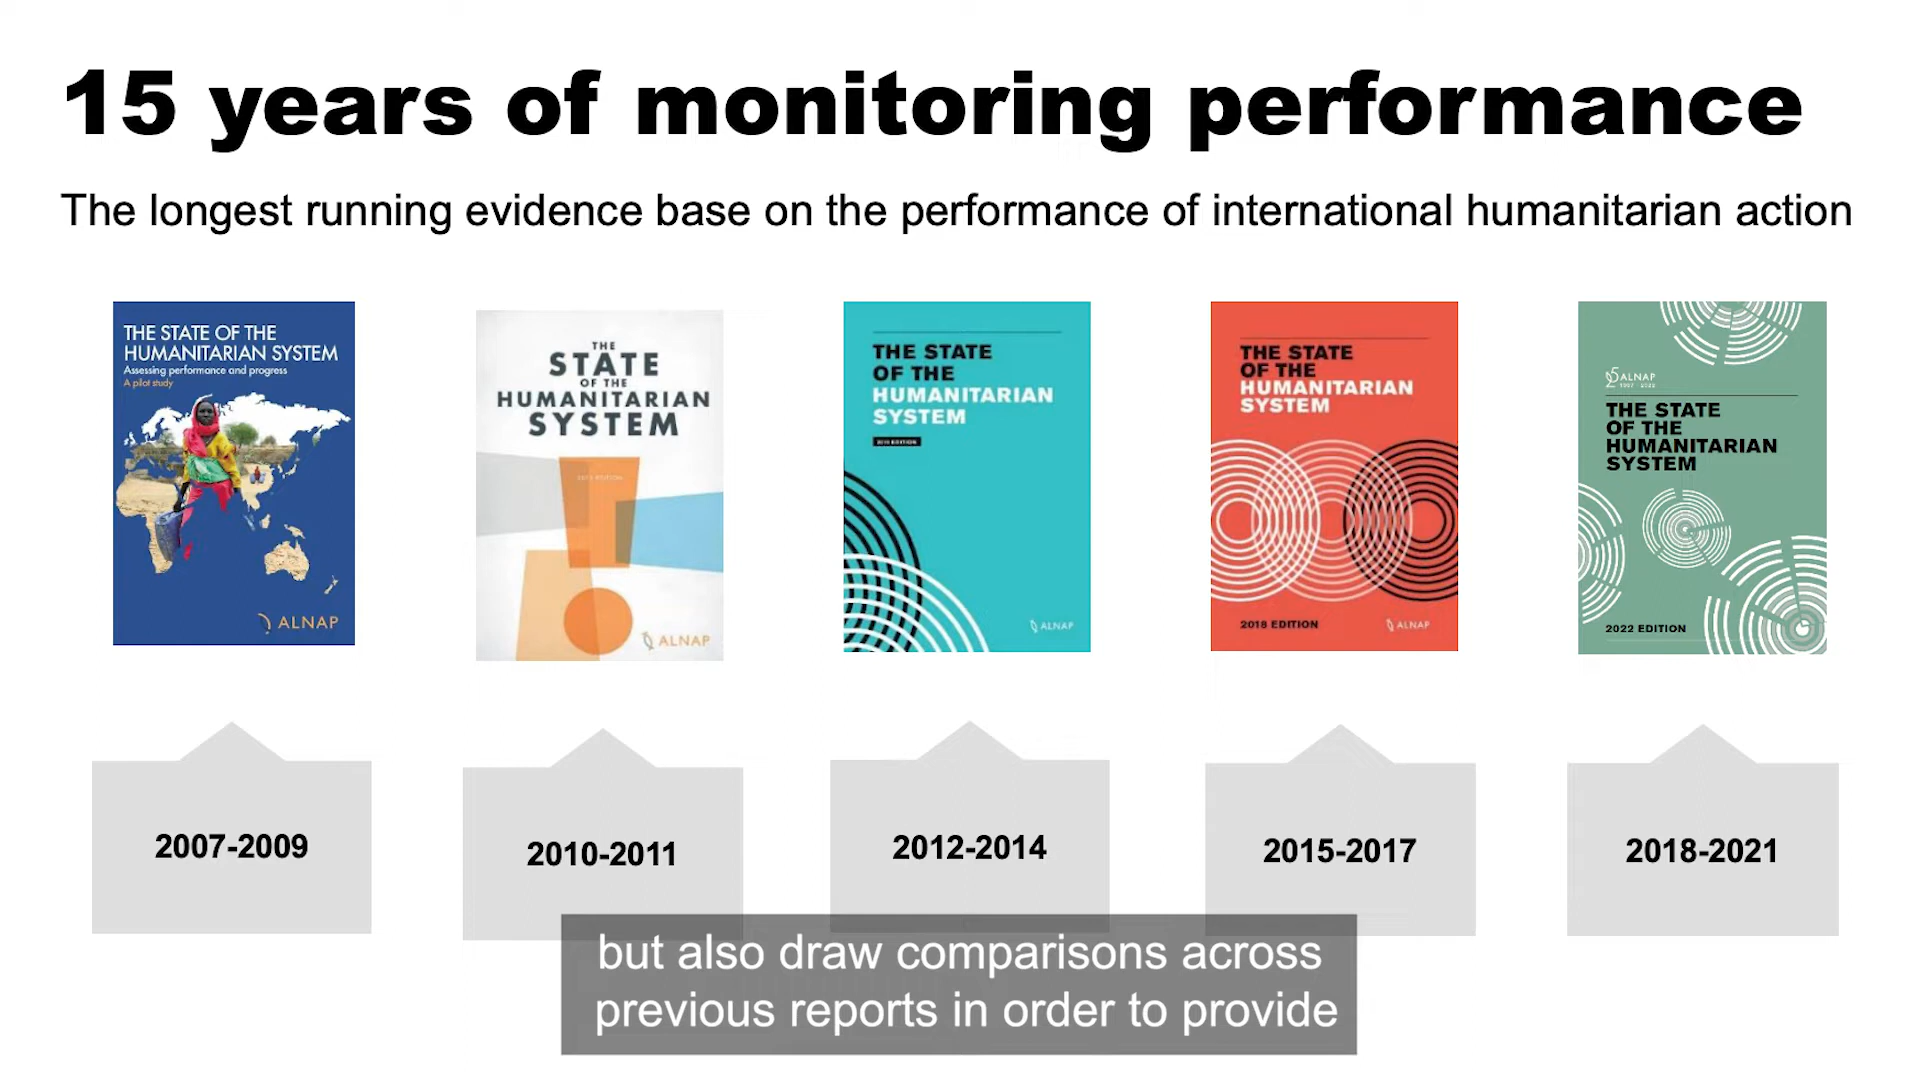 15 years of monitoring performance
The longest running evidence base on the performance of international humanitarian action
THE STATE OF THE
HUMANITARIAN SYSTEM
Assessing performance and progress
A pilot study
ALNAP
THE
STATE
OF THE
HUMANITARIAN
SYSTEM
EDITION
ALNAP
THE STATE
OF THE
HUMANITARIAN
SYSTEM
EDITION
ALNAP
THE STATE
OF THE
HUMANITARIAN
SYSTEM
2018 EDITION
ALNAP
25 ALNAP
THE STATE
OF THE
HUMANITARIAN
SYSTEM
2022 EDITION
2007-2009
2010-2011
2012-2014
2015-2017
2018-2021
but also draw comparisons across
previous reports in order to provide